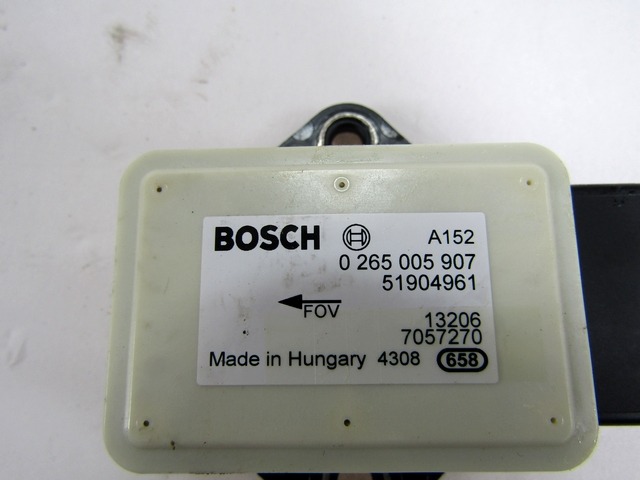 BOSCH A152
0 265 005 907
51904961
FOV
13206
7057270
Made in Hungary 4308 658